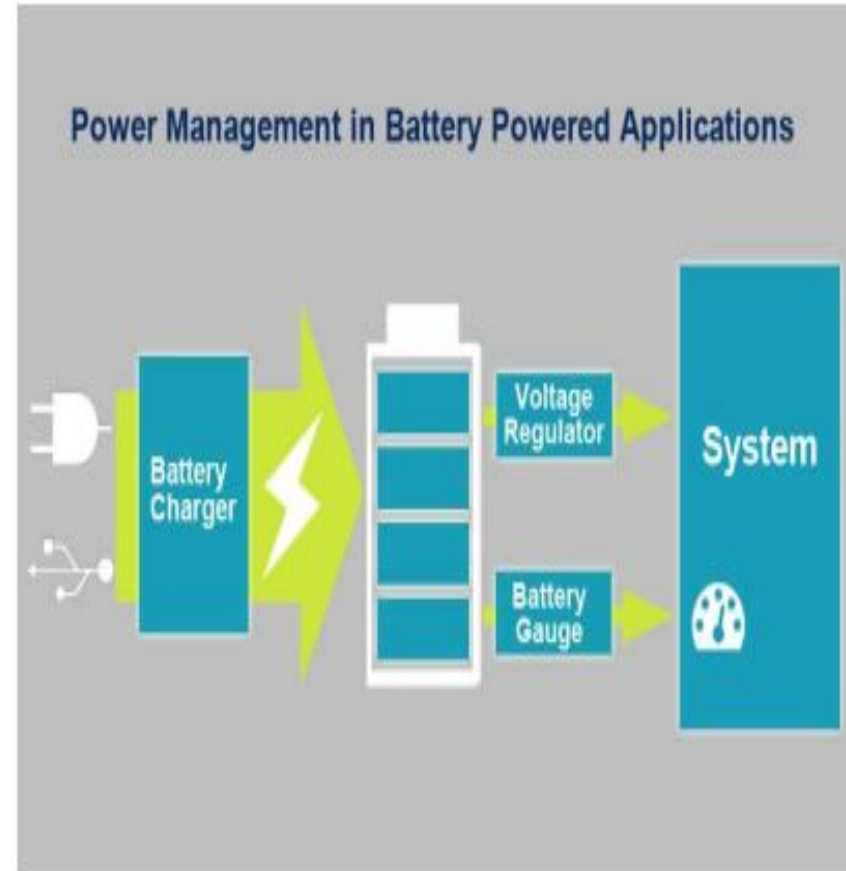 Power Management in Battery Powered Applications
Battery
Charger
Voltage
Regulator
Battery
Gauge
System